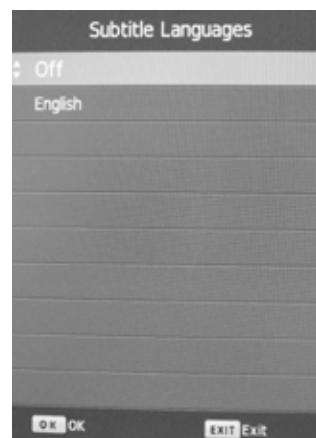 Subtitle Languages
Off
English
OK OK
EXIT Exit